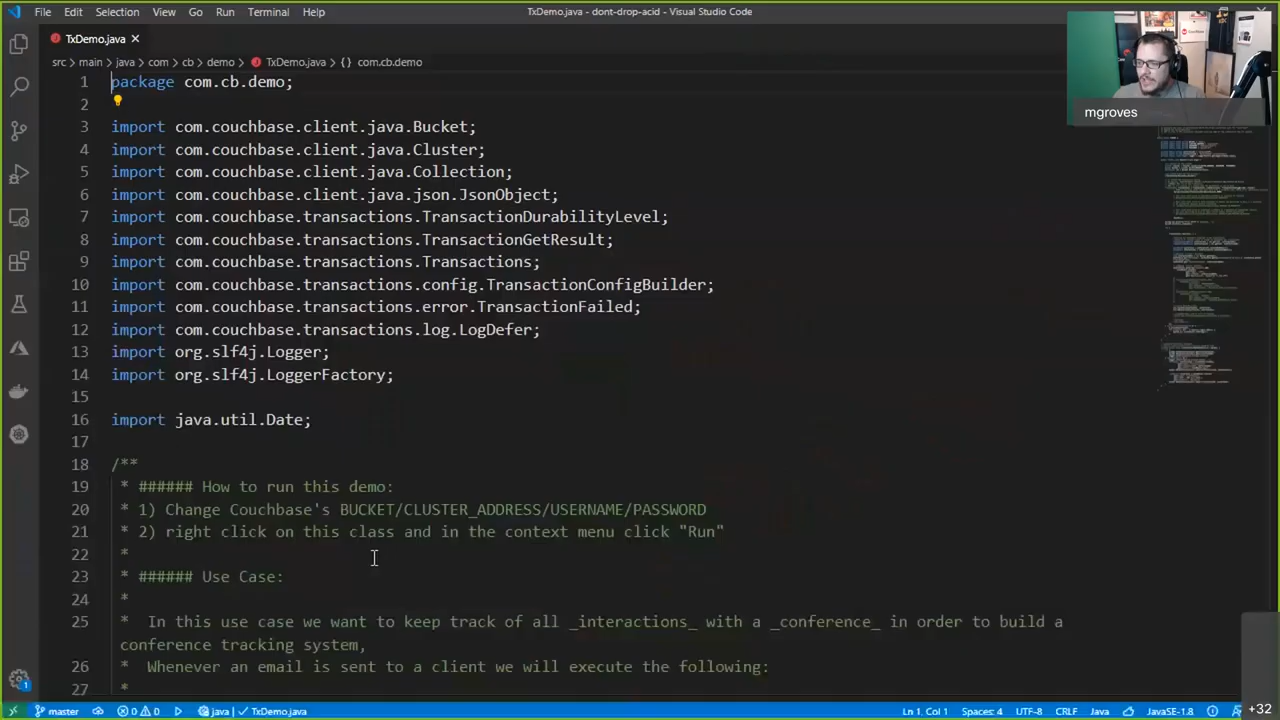 File Edit Selection View Go Run Terminal Help TxDemo.java - dont-drop-acid - Visual Studio Code
TxDemo.java
src > main > java > com > cb > demo > TxDemo.java > {} com.cb.demo
mgroves
1 package com.cb.demo;
2
3 import com.couchbase.client.java.Bucket;
4 import com.couchbase.client.java.Cluster;
5 import com.couchbase.client.java.Collection;
6 import com.couchbase.client.java.json.JsonObject;
7 import com.couchbase.transactions.TransactionDurabilityLevel;
8 import com.couchbase.transactions.TransactionGetResult;
9 import com.couchbase.transactions.Transactions;
10 import com.couchbase.transactions.config.TransactionConfigBuilder;
11 import com.couchbase.transactions.error.TransactionFailed;
12 import com.couchbase.transactions.log.LogDefer;
13 import org.slf4j.Logger;
14 import org.slf4j.LoggerFactory;
15
16 import java.util.Date;
17
18 /**
19 * ###### How to run this demo:
20 * 1) Change Couchbase's BUCKET/CLUSTER_ADDRESS/USERNAME/PASSWORD
21 * 2) right click on this class and in the context menu click "Run"
22 *
23 * ###### Use Case:
24 *
25 * In this use case we want to keep track of all _interactions_ with a _conference_ in order to build a
conference tracking system,
26 * Whenever an email is sent to a client we will execute the following:
27 *
1
master 0 0 java TxDemo.java Ln 1, Col 1 Spaces: 4 UTF-8 CRLF Java JavaSE-1.8 +32